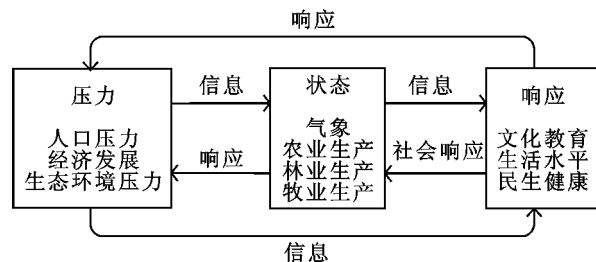 响应
压力
人口压力
经济发展
生态环境压力
信息
响应
状态
气象
农业生产
林业生产
牧业生产
信息
社会响应
响应
文化教育
生活水平
民生健康
信息